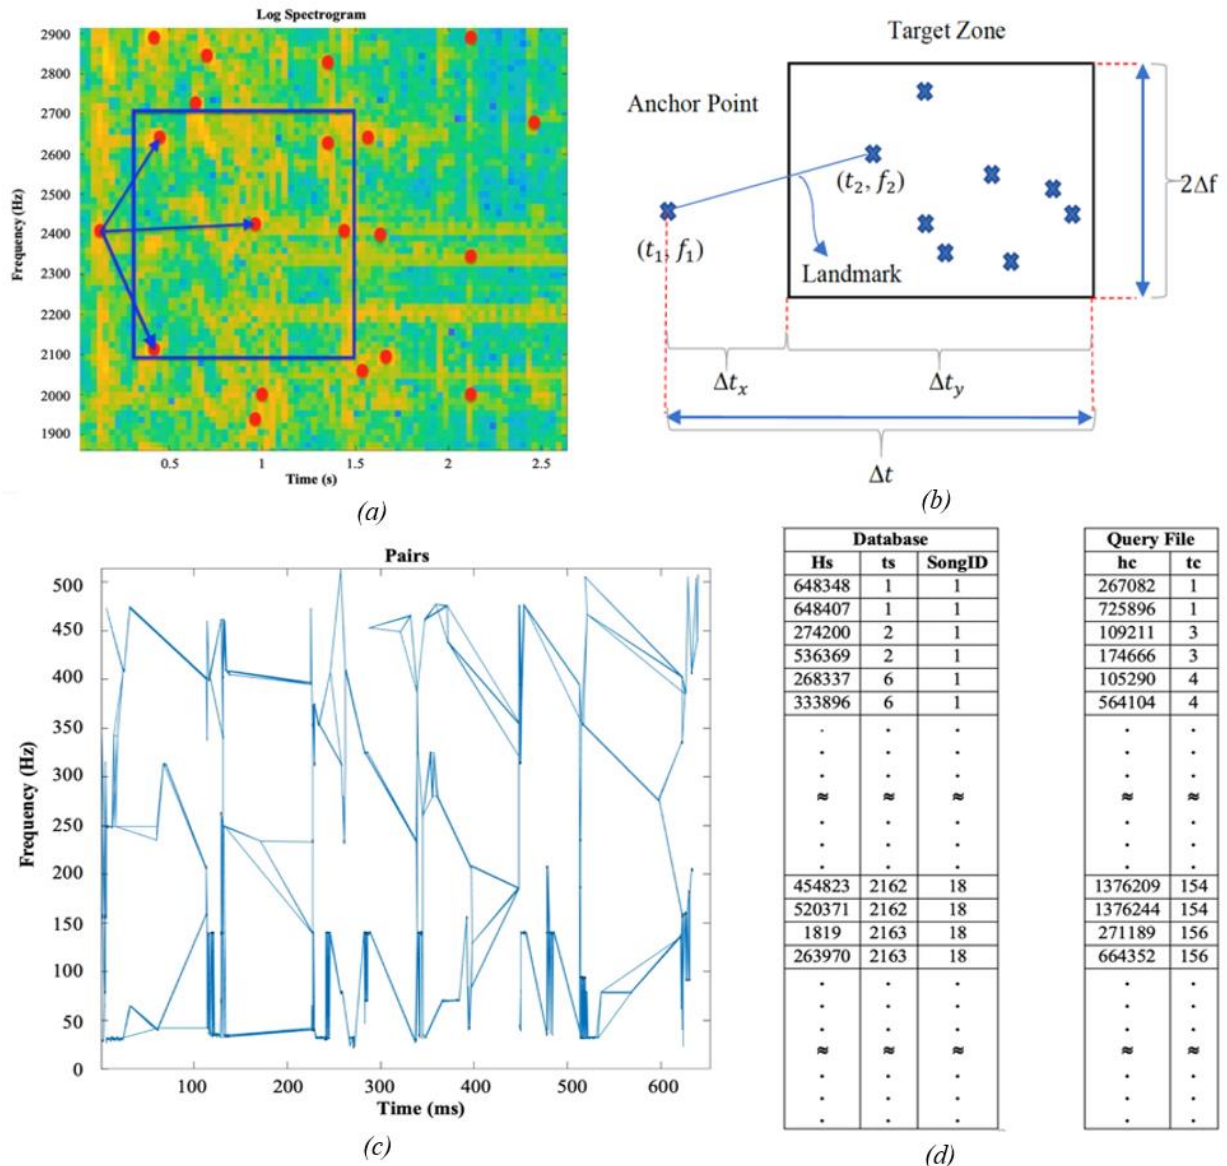 Log Spectrogram
2900
2800
2700
2600
2500
2400
2300
2200
2100
2000
1900
Frequency (Hz)
0.5 1 1.5 2 2.5
Time (s)
(a)
Target Zone
Anchor Point
(t₂, f₂)
(t₁, f₁)
Landmark
2Δf
Δtₓ Δt_y
Δt
(b)
Pairs
500
450
400
350
300
250
200
150
100
50
0
Frequency (Hz)
100 200 300 400 500 600
Time (ms)
(c)
Database
Hs ts SongID
648348 1 1
648407 1 1
274200 2 1
536369 2 1
268337 6 1
333896 6 1
. . .
. . .
. . .
≈ ≈ ≈
. . .
. . .
. . .
454823 2162 18
520371 2162 18
1819 2163 18
263970 2163 18
. . .
. . .
. . .
≈ ≈ ≈
. . .
. . .
. . .
Query File
hc tc
267082 1
725896 1
109211 3
174666 3
105290 4
564104 4
. .
. .
. .
≈ ≈
. .
. .
. .
1376209 154
1376244 154
271189 156
664352 156
. .
. .
. .
≈ ≈
. .
. .
. .
(d)